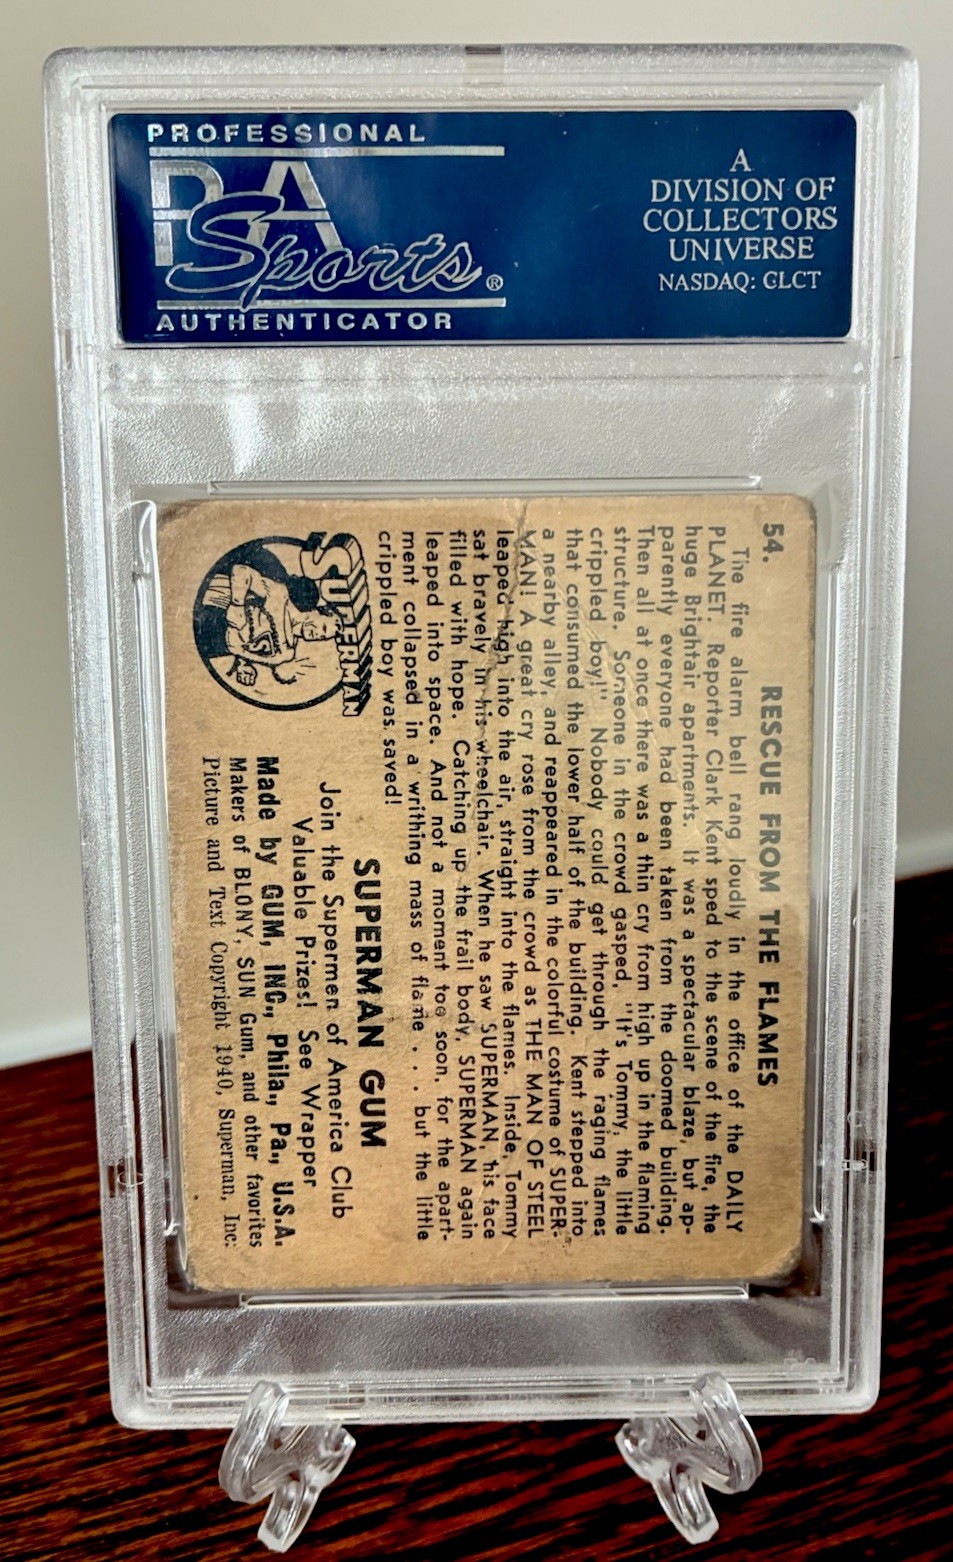 PROFESSIONAL
PSA
Sports®
AUTHENTICATOR
A
DIVISION OF
COLLECTORS
UNIVERSE
NASDAQ: CLCT
54. RESCUE FROM THE FLAMES
The fire alarm bell rang loudly in the office of the DAILY
PLANET. Reporter Clark Kent sped to the scene of the fire, the
huge Brightair apartments. It was a spectacular blaze, but ap-
parently everyone had been taken from the doomed building.
Then all at once there was a thin cry from high up in the flaming
structure. Someone in the crowd gasped, "It's Tommy, the little
crippled boy!" Nobody could get through the raging flames
that consumed the lower half of the building. Kent stepped into
a nearby alley, and reappeared in the colorful costume of SUPER-
MAN! A great cry rose from the crowd as THE MAN OF STEEL
leaped high into the air, straight into the flames. Inside, Tommy
sat bravely in his wheelchair. When he saw SUPERMAN, his face
filled with hope. Catching up the frail body, SUPERMAN again
leaped into space. And not a moment too soon, for the apart-
ment collapsed in a writhing mass of flame . . . but the little
crippled boy was saved!
SUPERMAN
SUPERMAN GUM
Join the Supermen of America Club
Valuable Prizes! See Wrapper
Made by GUM, INC., Phila., Pa., U.S.A.
Makers of BLONY, SUN Gum, and other favorites
Picture and Text Copyright 1940, Superman, Inc.